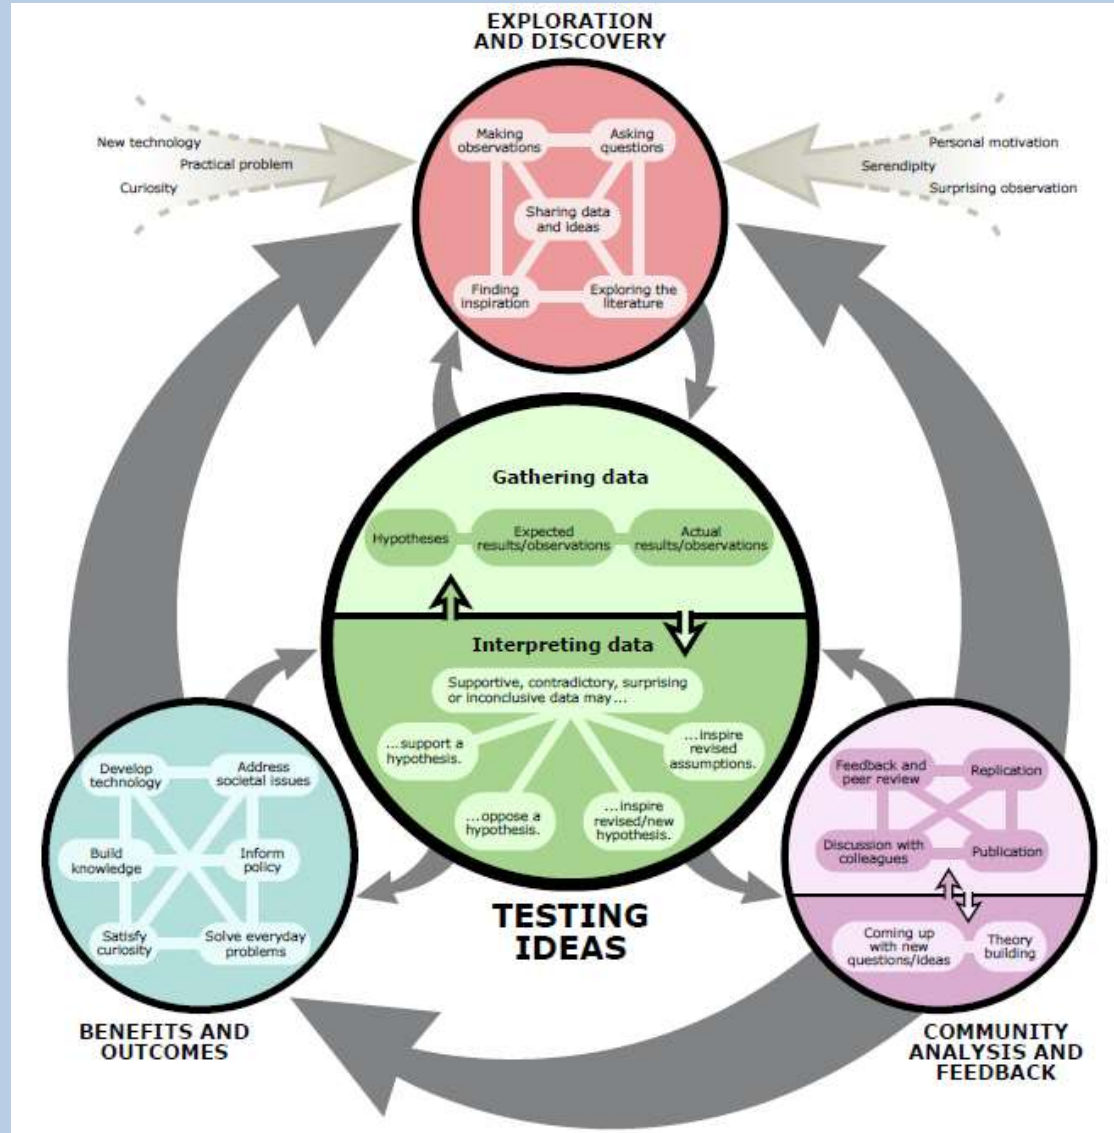 EXPLORATION
AND DISCOVERY
New technology
Practical problem
Curiosity
Personal motivation
Serendipity
Surprising observation
Making
observations
Asking
questions
Sharing data
and ideas
Finding
inspiration
Exploring the
literature
Gathering data
Hypotheses
Expected
results/observations
Actual
results/observations
Interpreting data
Supportive, contradictory, surprising
or inconclusive data may ...
...support a
hypothesis.
...inspire
revised
assumptions.
...oppose a
hypothesis.
...inspire
revised/new
hypothesis.
TESTING
IDEAS
Develop
technology
Address
societal issues
Build
knowledge
Inform
policy
Satisfy
curiosity
Solve everyday
problems
BENEFITS AND
OUTCOMES
Feedback and
peer review
Replication
Discussion with
colleagues
Publication
Coming up
with new
questions/ideas
Theory
building
COMMUNITY
ANALYSIS AND
FEEDBACK